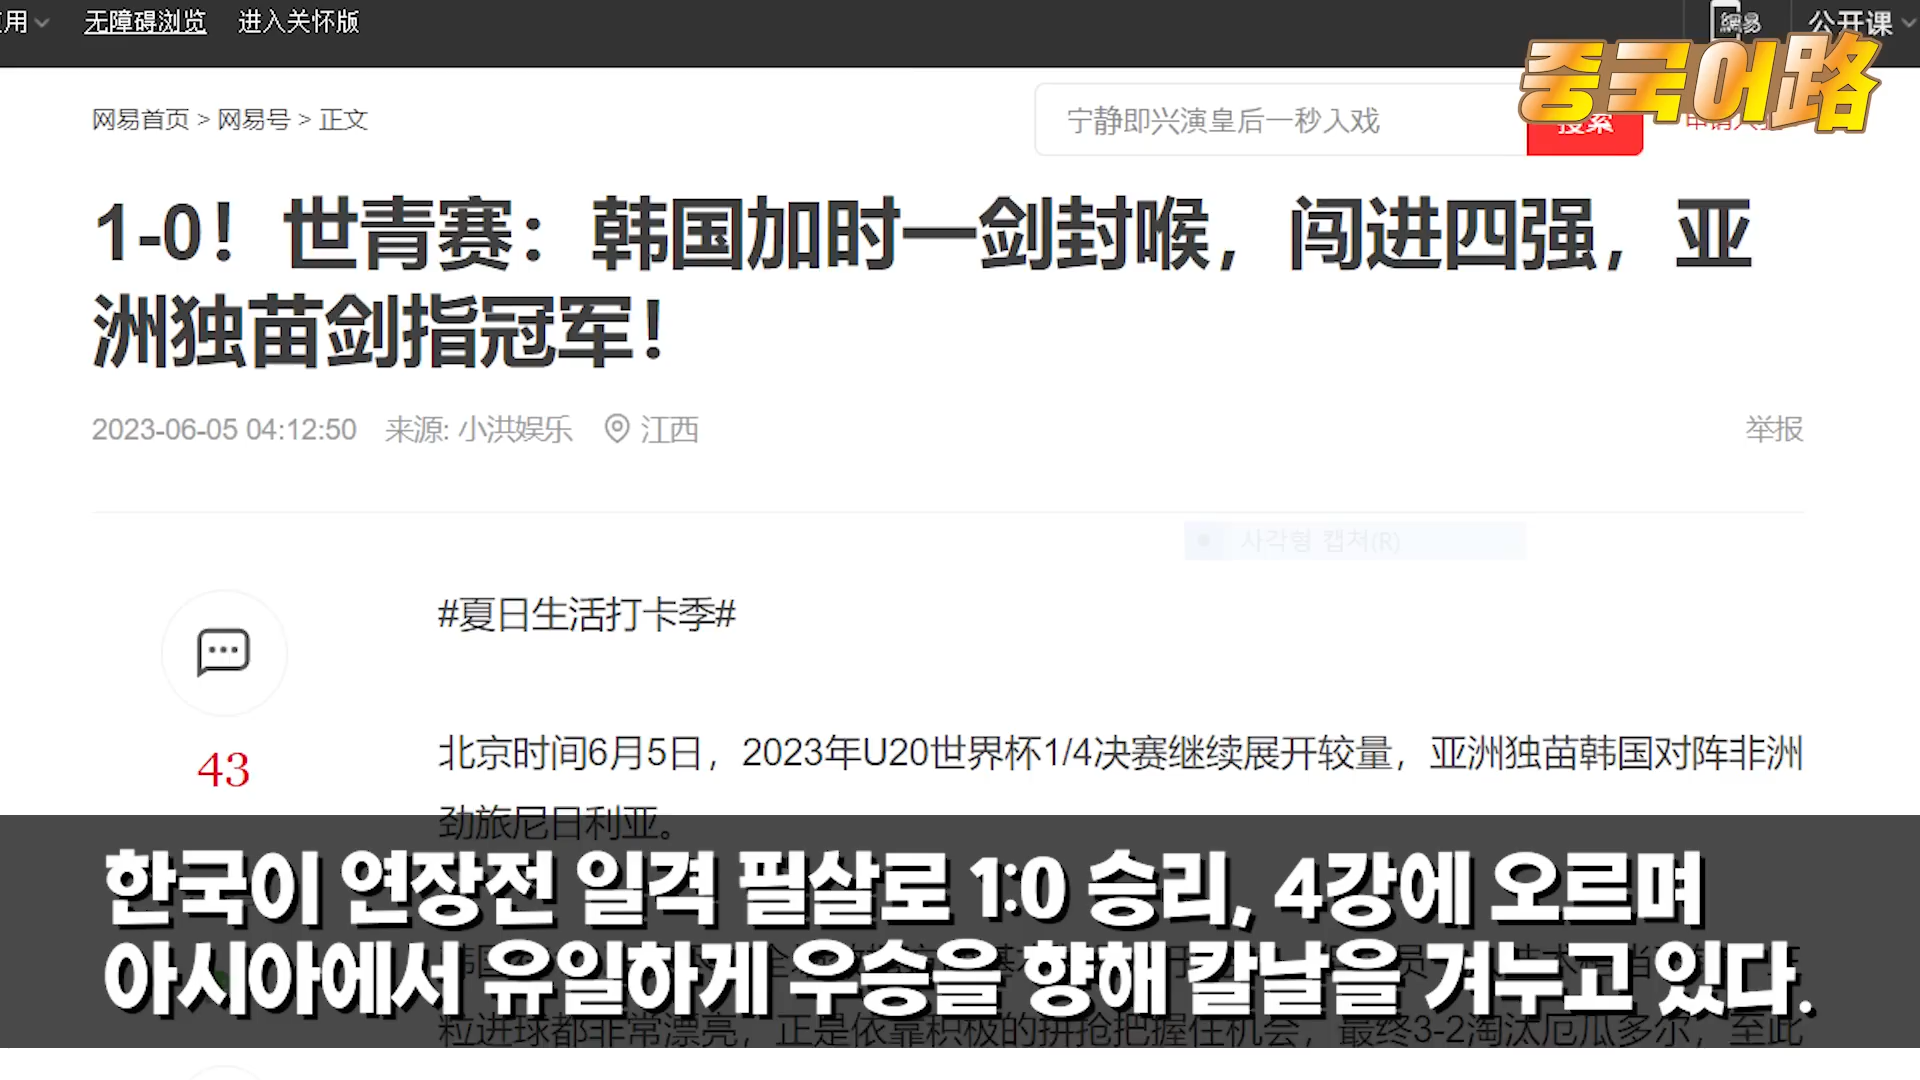 用
无障碍浏览
进入关怀版
網易
公开课
중국어路
网易首页 > 网易号 > 正文
宁静即兴演皇后一秒入戏
搜索
1-0！世青赛：韩国加时一剑封喉，闯进四强，亚
洲独苗剑指冠军！
2023-06-05 04:12:50 来源: 小洪娱乐 江西
举报
사각형 캡처(R)
#夏日生活打卡季#
43
北京时间6月5日，2023年U20世界杯1/4决赛继续展开较量，亚洲独苗韩国对阵非洲
劲旅尼日利亚。
한국이 연장전 일격 필살로 1:0 승리, 4강에 오르며
아시아에서 유일하게 우승을 향해 칼날을 겨누고 있다.
粒进球都非常漂亮，正是依靠积极的拼抢把握住机会，最终3-2淘汰厄瓜多尔，至此